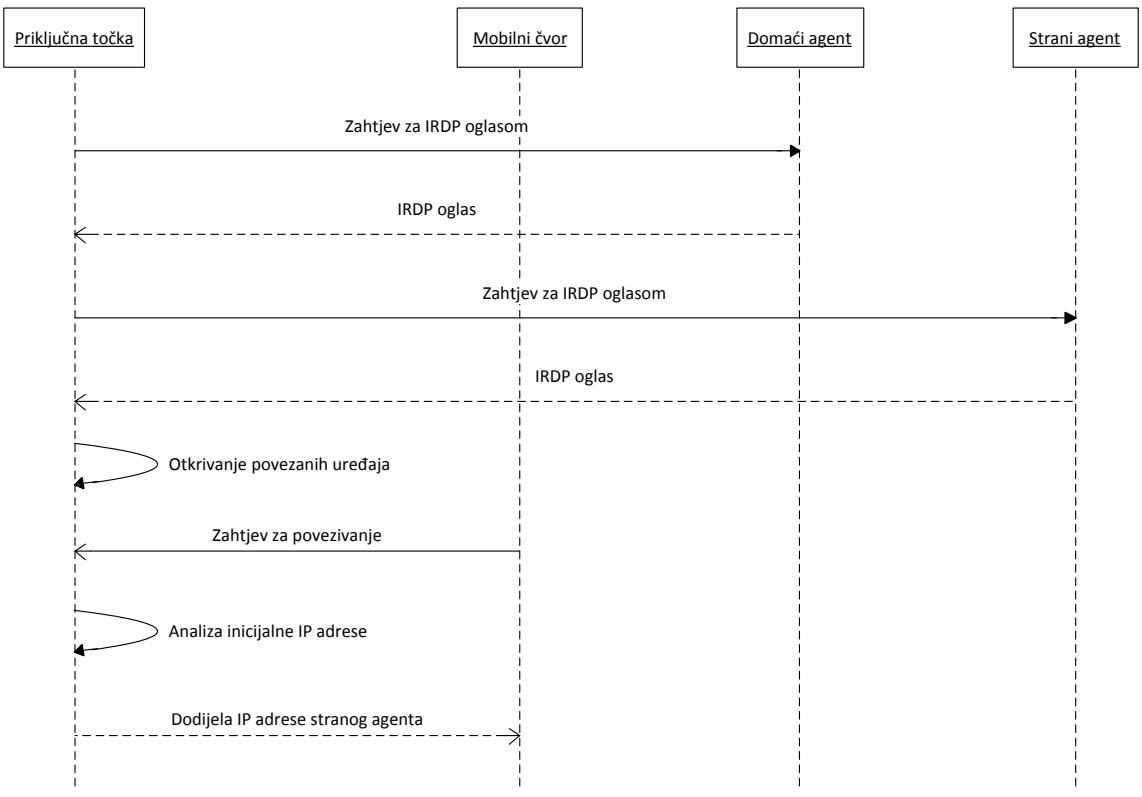 Priključna točka
Mobilni čvor
Domaći agent
Strani agent
Zahtjev za IRDP oglasom
IRDP oglas
Zahtjev za IRDP oglasom
IRDP oglas
Otkrivanje povezanih uređaja
Zahtjev za povezivanje
Analiza inicijalne IP adrese
Dodijela IP adrese stranog agenta